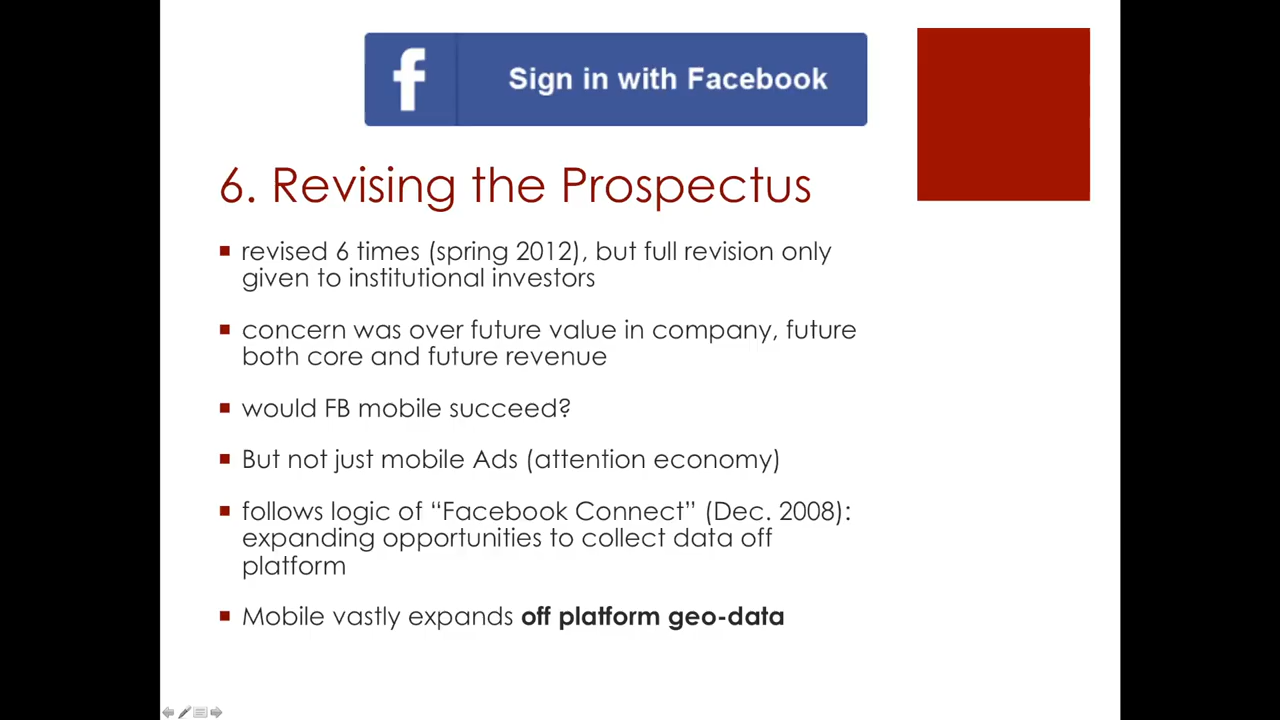 f
Sign in with Facebook
6. Revising the Prospectus
revised 6 times (spring 2012), but full revision only
given to institutional investors
concern was over future value in company, future
both core and future revenue
would FB mobile succeed?
But not just mobile Ads (attention economy)
follows logic of “Facebook Connect” (Dec. 2008):
expanding opportunities to collect data off
platform
Mobile vastly expands off platform geo-data